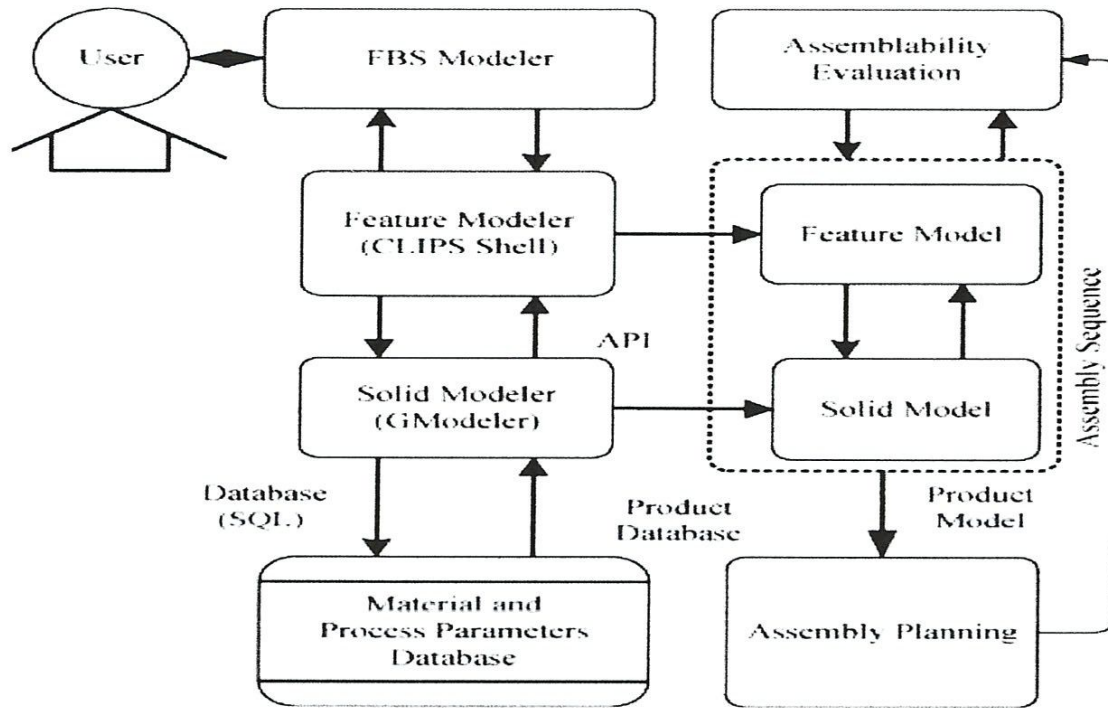 User
FBS Modeler
Assemblability
Evaluation
Feature Modeler
(CLIPS Shell)
Feature Model
API
Solid Modeler
(GModeler)
Solid Model
Assembly Sequence
Database
(SQL)
Product
Database
Product
Model
Material and
Process Parameters
Database
Assembly Planning